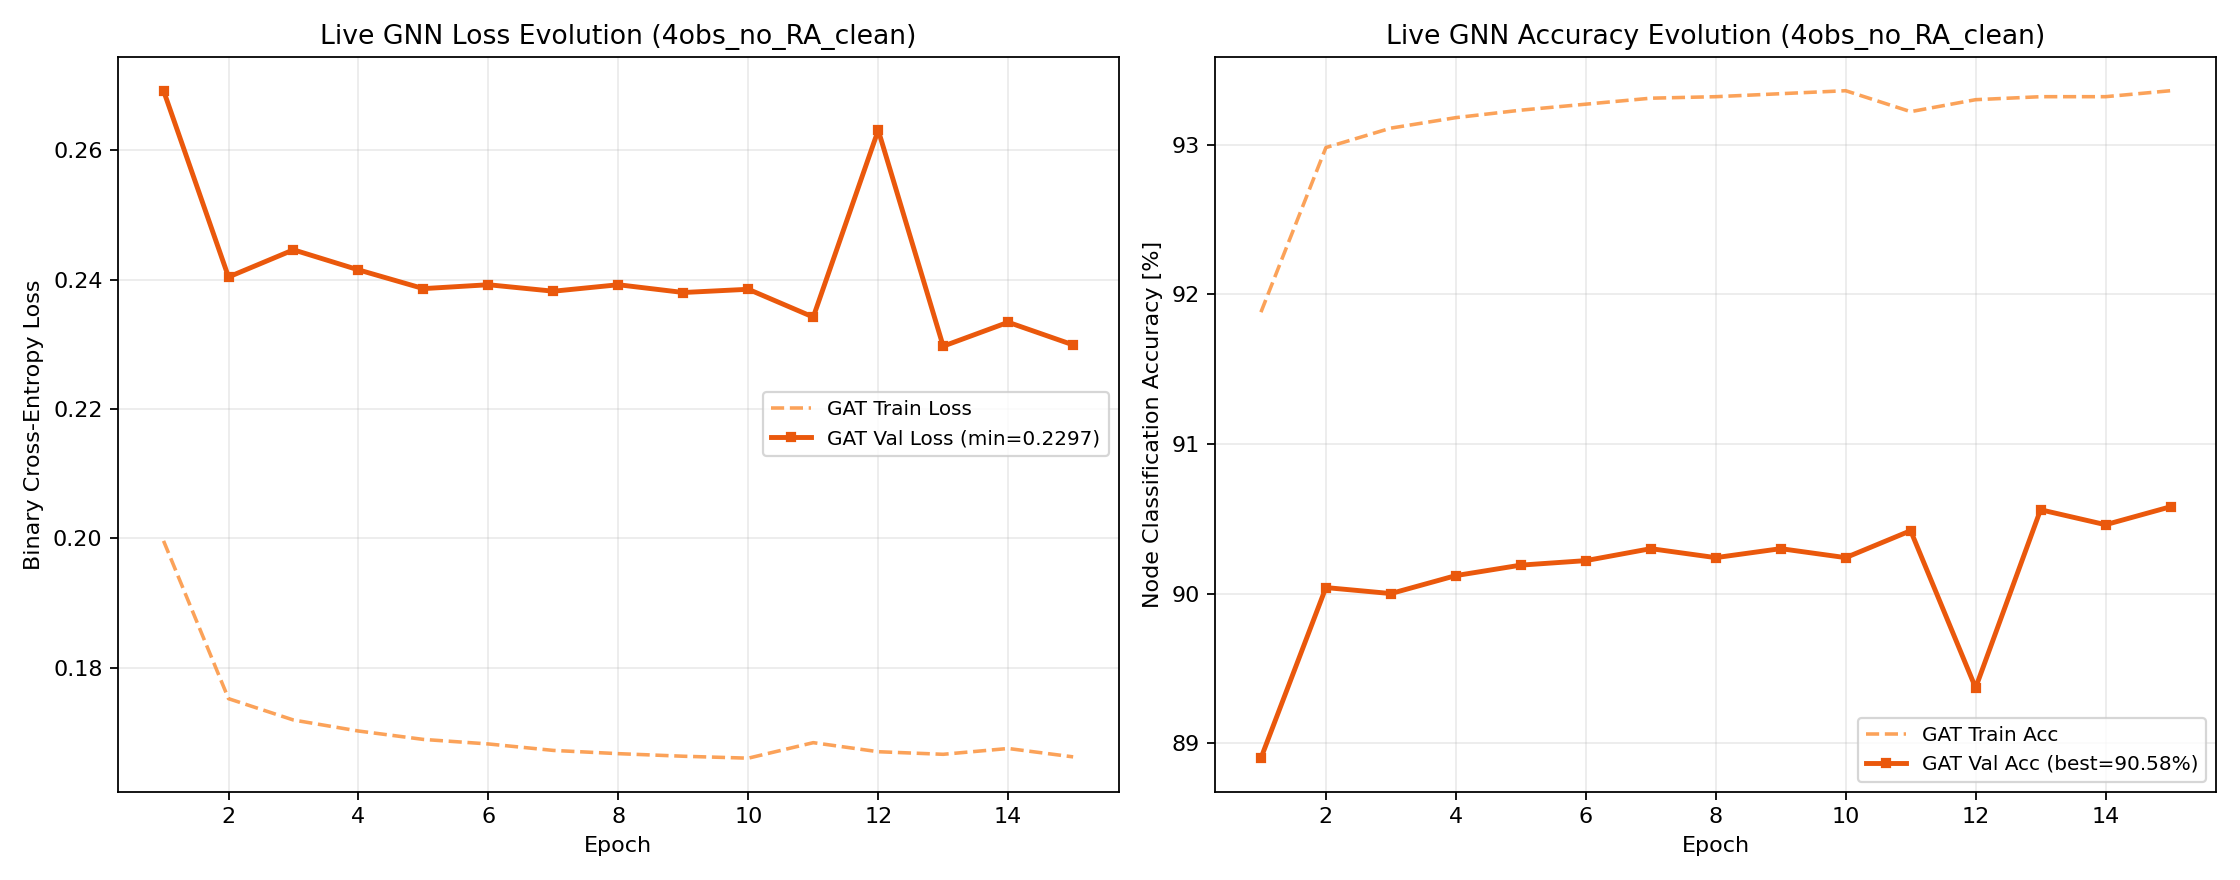 Live GNN Loss Evolution (4obs_no_RA_clean)
Binary Cross-Entropy Loss
0.26
0.24
0.22
0.20
0.18
GAT Train Loss
GAT Val Loss (min=0.2297)
2 4 6 8 10 12 14
Epoch
Live GNN Accuracy Evolution (4obs_no_RA_clean)
Node Classification Accuracy [%]
93
92
91
90
89
GAT Train Acc
GAT Val Acc (best=90.58%)
2 4 6 8 10 12 14
Epoch